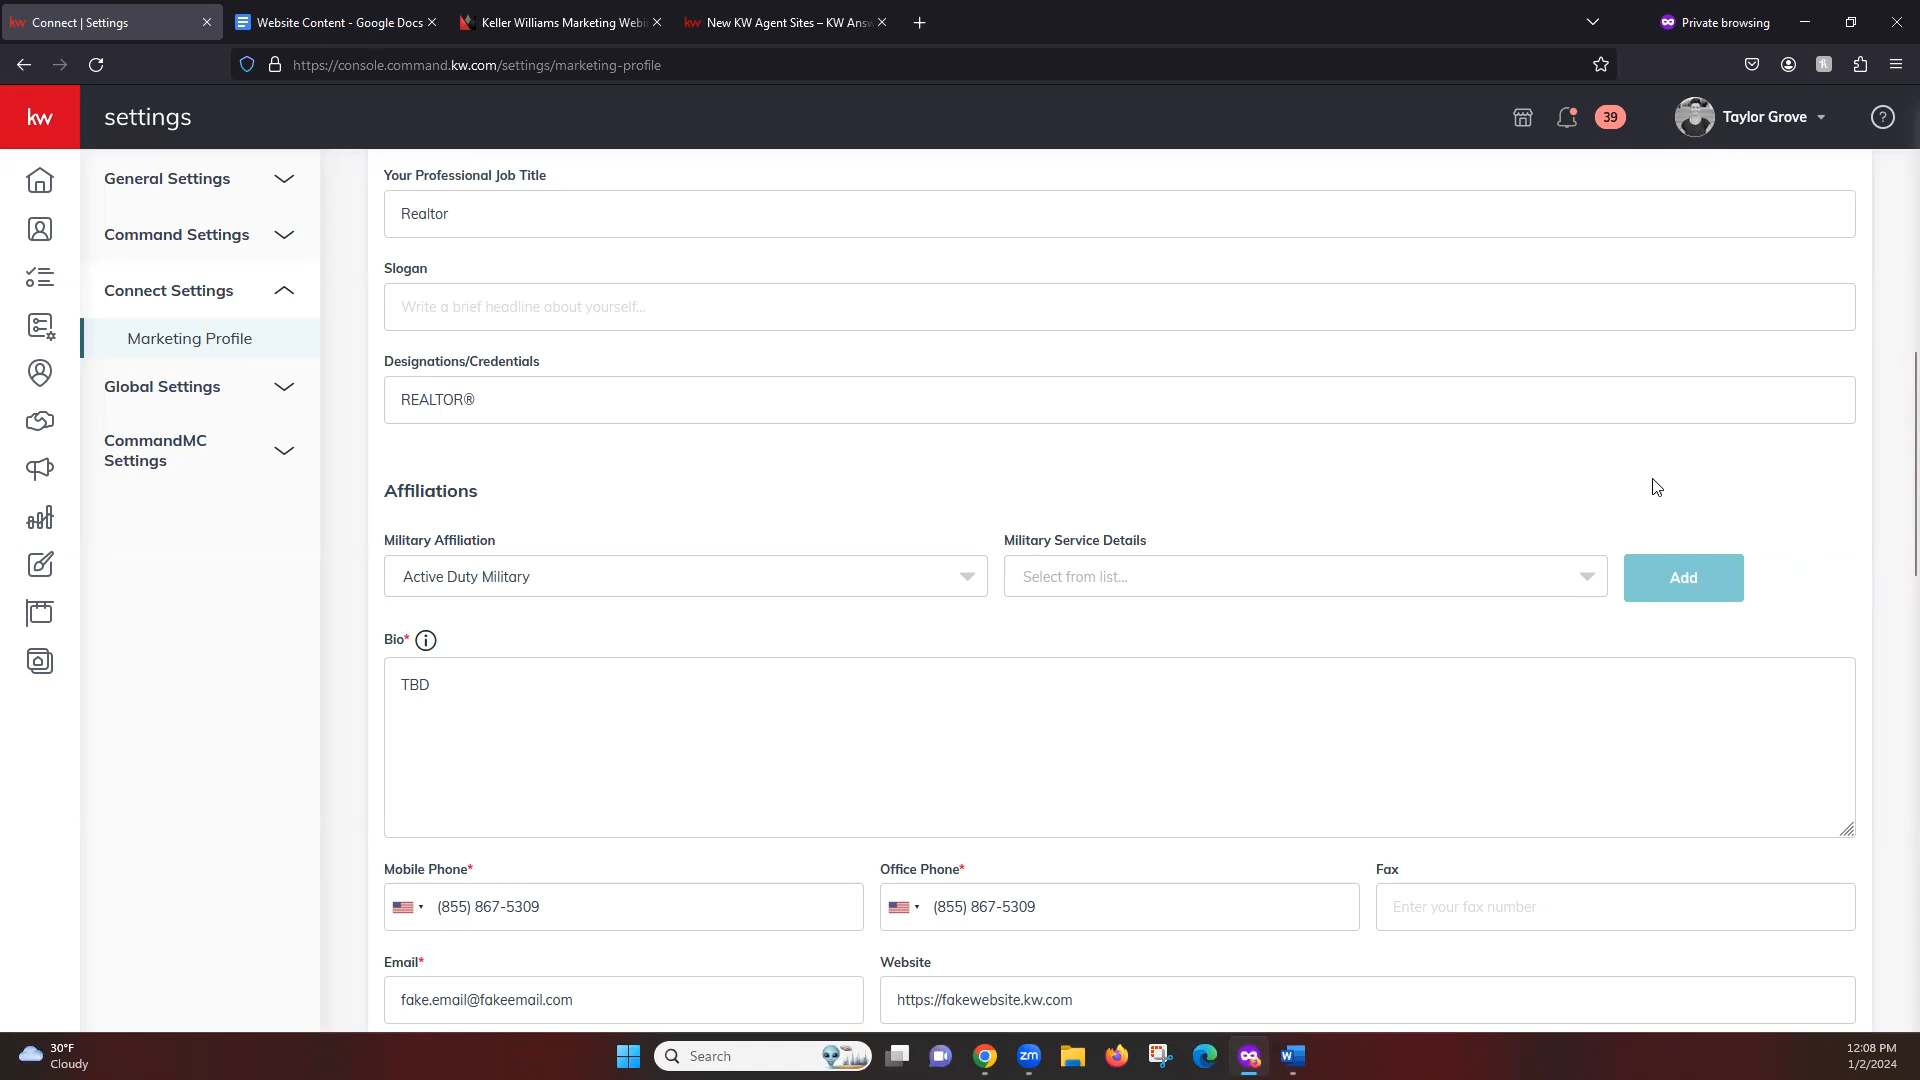 kw Connect | Settings
Website Content - Google Docs
Keller Williams Marketing Webi
kw New KW Agent Sites – KW Ans
Private browsing
https://console.command.kw.com/settings/marketing-profile
kw
settings
39
Taylor Grove
?
General Settings
Command Settings
Connect Settings
Marketing Profile
Global Settings
CommandMC
Settings
Your Professional Job Title
Realtor
Slogan
Write a brief headline about yourself...
Designations/Credentials
REALTOR®
Affiliations
Military Affiliation
Military Service Details
Active Duty Military
Select from list...
Add
Bio*
TBD
Mobile Phone*
Office Phone*
Fax
(855) 867-5309
(855) 867-5309
Enter your fax number
Email*
Website
fake.email@fakeemail.com
https://fakewebsite.kw.com
30°F
Cloudy
Search
zm
W
12:08 PM
1/2/2024